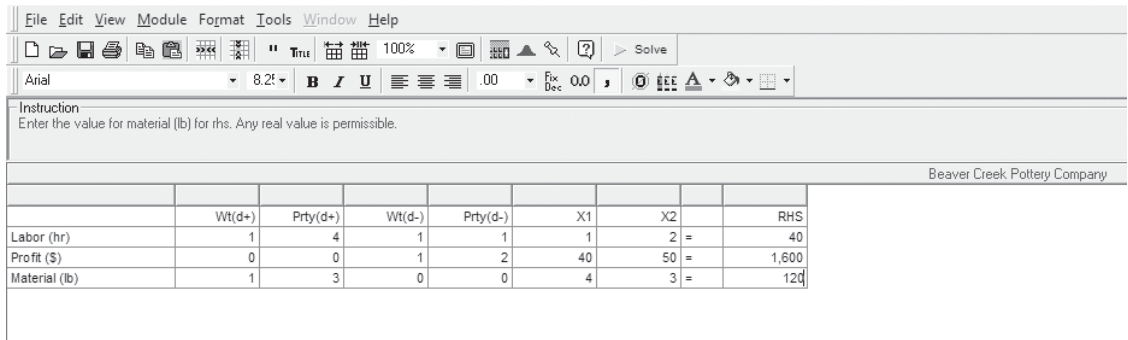 File Edit View Module Format Tools Window Help
" TITLE 100% ? Solve
Arial 8.2! B I U .00 Fix Dec 0.0 , 0 A
Instruction
Enter the value for material (lb) for rhs. Any real value is permissible.
Beaver Creek Pottery Company
Wt(d+) Prty(d+) Wt(d-) Prty(d-) X1 X2 RHS
Labor (hr) 1 4 1 1 1 2 = 40
Profit ($) 0 0 1 2 40 50 = 1,600
Material (lb) 1 3 0 0 4 3 = 120